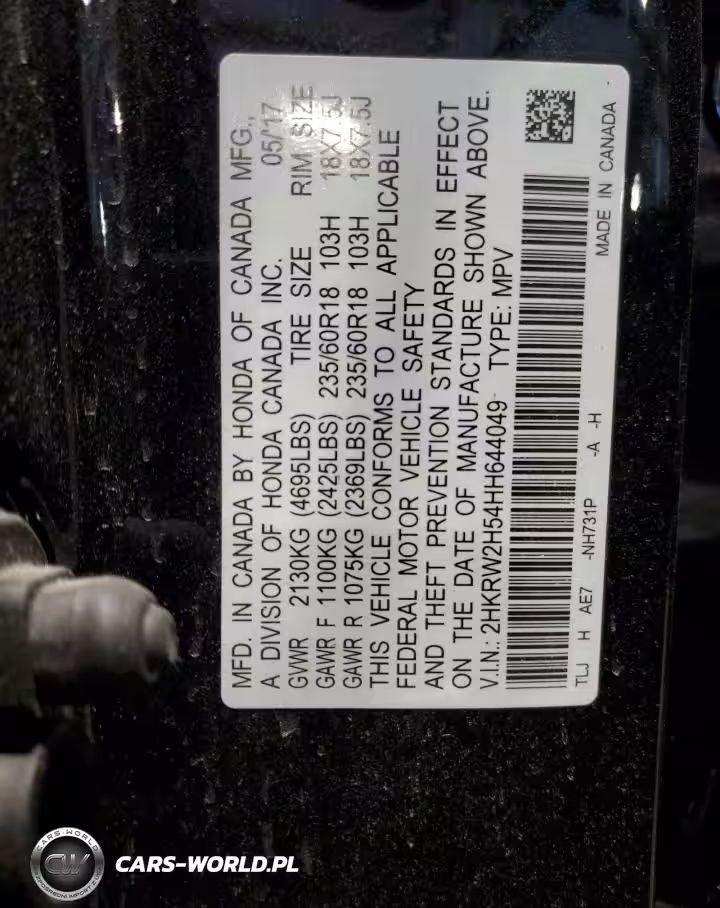 MFD. IN CANADA BY HONDA OF CANADA MFG.,
A DIVISION OF HONDA CANADA INC. 05/'17
GVWR 2130KG (4695LBS) TIRE SIZE RIM SIZE
GAWR F 1100KG (2425LBS) 235/60R18 103H 18X7.5J
GAWR R 1075KG (2369LBS) 235/60R18 103H 18X7.5J
THIS VEHICLE CONFORMS TO ALL APPLICABLE
FEDERAL MOTOR VEHICLE SAFETY
AND THEFT PREVENTION STANDARDS IN EFFECT
ON THE DATE OF MANUFACTURE SHOWN ABOVE.
V.I.N.: 2HKRW2H54HH644049 TYPE: MPV
TLJ H AE7 -NH731P -A -H MADE IN CANADA
CARS-WORLD
CW
CARS-WORLD.PL